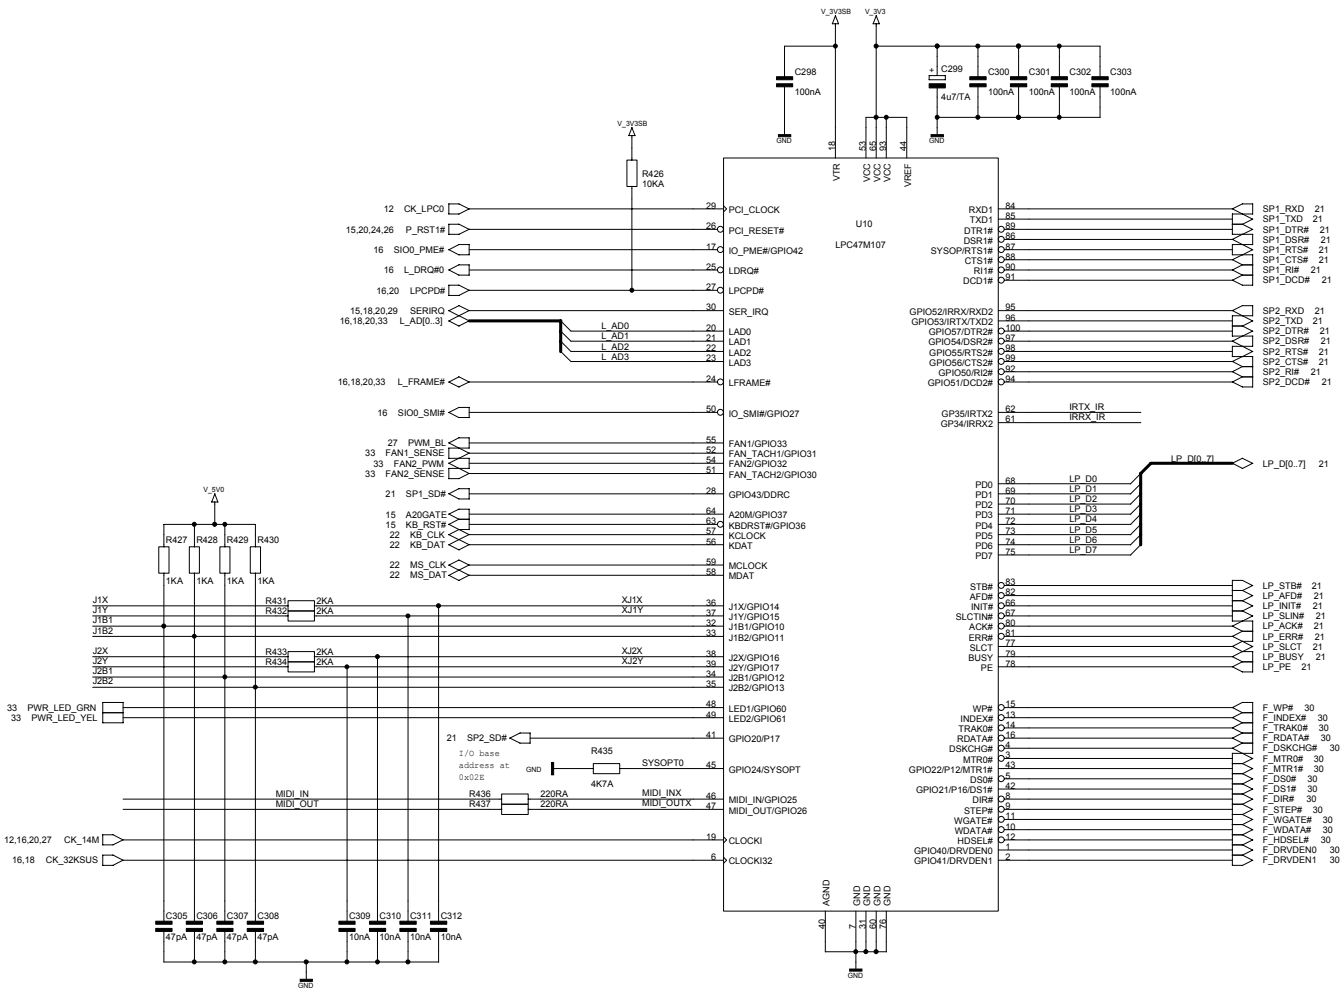 V_3V3SB V_3V3
C298 100nA
GND
+ C299 4u7/TA
C300 100nA
C301 100nA
C302 100nA
C303 100nA
GND
V_3V3SB
R426
10KA
18 53 65 93 44
VTR VCC VCC VCC VREF
U10
LPC47M107
12 CK_LPC0 29 PCI_CLOCK
15,20,24,26 P_RST1# 26 PCI_RESET#
16 SIO0_PME# 17 IO_PME#/GPIO42
16 L_DRQ#0 25 LDRQ#
16,20 LPCPD# 27 LPCPD#
15,18,20,29 SERIRQ 30 SER_IRQ
16,18,20,33 L_AD[0..3]
L_AD0 20 LAD0
L_AD1 21 LAD1
L_AD2 22 LAD2
L_AD3 23 LAD3
16,18,20,33 L_FRAME# 24 LFRAME#
16 SIO0_SMI# 50 IO_SMI#/GPIO27
27 PWM_BL 55 FAN1/GPIO33
33 FAN1_SENSE 52 FAN_TACH1/GPIO31
33 FAN2_PWM 54 FAN2/GPIO32
33 FAN2_SENSE 51 FAN_TACH2/GPIO30
21 SP1_SD# 28 GPIO43/DDRC
15 A20GATE 64 A20M/GPIO37
15 KB_RST# 63 KBDRST#/GPIO36
22 KB_CLK 57 KCLOCK
22 KB_DAT 56 KDAT
22 MS_CLK 59 MCLOCK
22 MS_DAT 58 MDAT
V_5V0
R427 1KA
R428 1KA
R429 1KA
R430 1KA
J1X R431 2KA XJ1X 36 J1X/GPIO14
J1Y R432 2KA XJ1Y 37 J1Y/GPIO15
J1B1 32 J1B1/GPIO10
J1B2 33 J1B2/GPIO11
J2X R433 2KA XJ2X 38 J2X/GPIO16
J2Y R434 2KA XJ2Y 39 J2Y/GPIO17
J2B1 34 J2B1/GPIO12
J2B2 35 J2B2/GPIO13
33 PWR_LED_GRN 48 LED1/GPIO60
33 PWR_LED_YEL 49 LED2/GPIO61
21 SP2_SD# 41 GPIO20/P17
I/O base
address at
0x02E
GND R435 4K7A SYSOPT0 45 GPIO24/SYSOPT
MIDI_IN R436 220RA MIDI_INX 46 MIDI_IN/GPIO25
MIDI_OUT R437 220RA MIDI_OUTX 47 MIDI_OUT/GPIO26
12,16,20,27 CK_14M 19 CLOCKI
16,18 CK_32KSUS 6 CLOCKI32
RXD1 84 SP1_RXD 21
TXD1 85 SP1_TXD 21
DTR1# 89 SP1_DTR# 21
DSR1# 86 SP1_DSR# 21
SYSOP/RTS1# 87 SP1_RTS# 21
CTS1# 88 SP1_CTS# 21
RI1# 90 SP1_RI# 21
DCD1# 91 SP1_DCD# 21
GPIO52/IRRX/RXD2 95 SP2_RXD 21
GPIO53/IRTX/TXD2 96 SP2_TXD 21
GPIO57/DTR2# 100 SP2_DTR# 21
GPIO54/DSR2# 97 SP2_DSR# 21
GPIO55/RTS2# 98 SP2_RTS# 21
GPIO56/CTS2# 99 SP2_CTS# 21
GPIO50/RI2# 92 SP2_RI# 21
GPIO51/DCD2# 94 SP2_DCD# 21
GP35/IRTX2 62 IRTX_IR
GP34/IRRX2 61 IRRX_IR
LP_D[0..7] LP_D[0..7] 21
PD0 68 LP_D0
PD1 69 LP_D1
PD2 70 LP_D2
PD3 71 LP_D3
PD4 72 LP_D4
PD5 73 LP_D5
PD6 74 LP_D6
PD7 75 LP_D7
STB# 83 LP_STB# 21
AFD# 82 LP_AFD# 21
INIT# 66 LP_INIT# 21
SLCTIN# 67 LP_SLIN# 21
ACK# 80 LP_ACK# 21
ERR# 81 LP_ERR# 21
SLCT 77 LP_SLCT 21
BUSY 79 LP_BUSY 21
PE 78 LP_PE 21
WP# 15 F_WP# 30
INDEX# 13 F_INDEX# 30
TRAK0# 14 F_TRAK0# 30
RDATA# 16 F_RDATA# 30
DSKCHG# 4 F_DSKCHG# 30
MTR0# 3 F_MTR0# 30
GPIO22/P12/MTR1# 43 F_MTR1# 30
DS0# 5 F_DS0# 30
GPIO21/P16/DS1# 42 F_DS1# 30
DIR# 8 F_DIR# 30
STEP# 9 F_STEP# 30
WGATE# 11 F_WGATE# 30
WDATA# 10 F_WDATA# 30
HDSEL# 12 F_HDSEL# 30
GPIO40/DRVDEN0 1 F_DRVDEN0 30
GPIO41/DRVDEN1 2 F_DRVDEN1 30
AGND GND GND GND GND
40 7 31 60 76
GND
C305 47pA
C306 47pA
C307 47pA
C308 47pA
C309 10nA
C310 10nA
C311 10nA
C312 10nA
GND